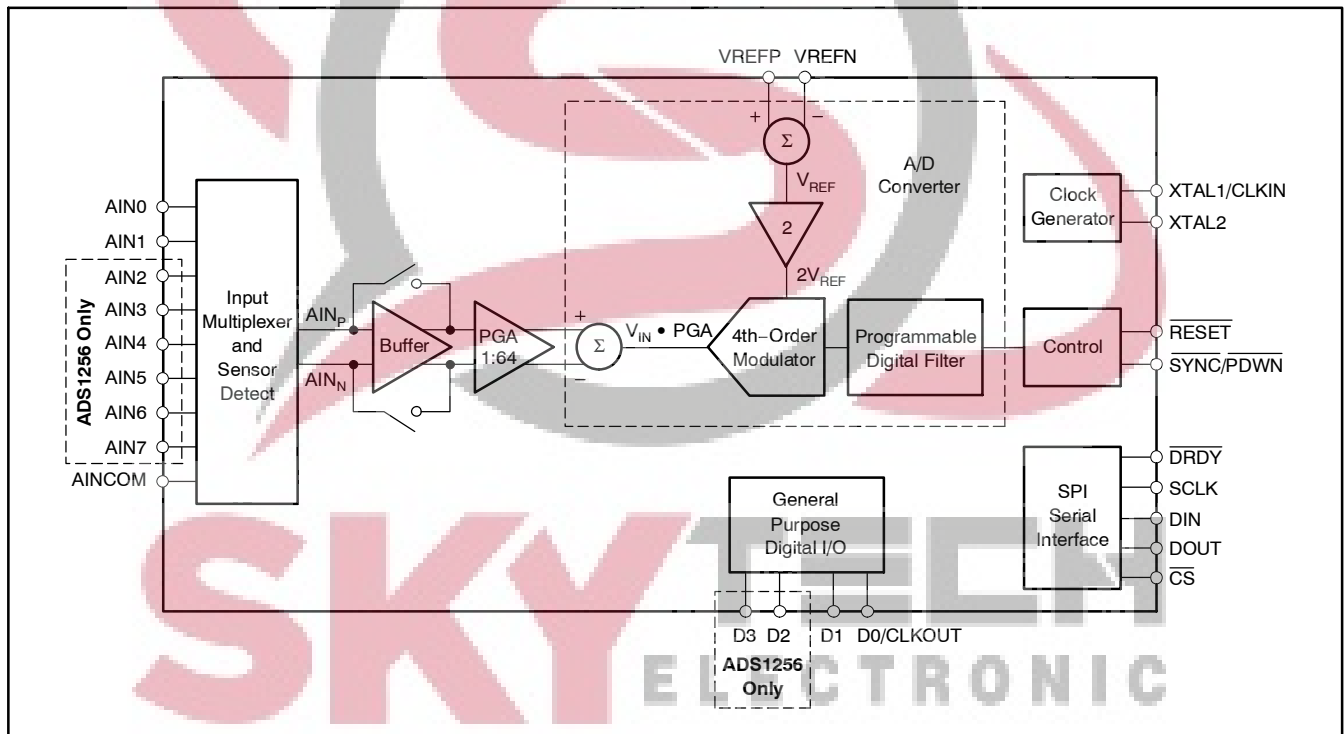 VREFP VREFN
+ −
Σ
A/D
Converter
V_REF
2
2V_REF
Clock
Generator
XTAL1/CLKIN
XTAL2
AIN0
AIN1
AIN2
AIN3
AIN4
AIN5
AIN6
AIN7
AINCOM
ADS1256 Only
Input
Multiplexer
and
Sensor
Detect
AIN_P
AIN_N
Buffer
PGA
1:64
+
Σ
−
V_IN • PGA
4th−Order
Modulator
Programmable
Digital Filter
Control
RESET
SYNC/PDWN
General
Purpose
Digital I/O
SPI
Serial
Interface
DRDY
SCLK
DIN
DOUT
CS
D3 D2 D1 D0/CLKOUT
ADS1256
Only
SKYTECH
ELECTRONIC